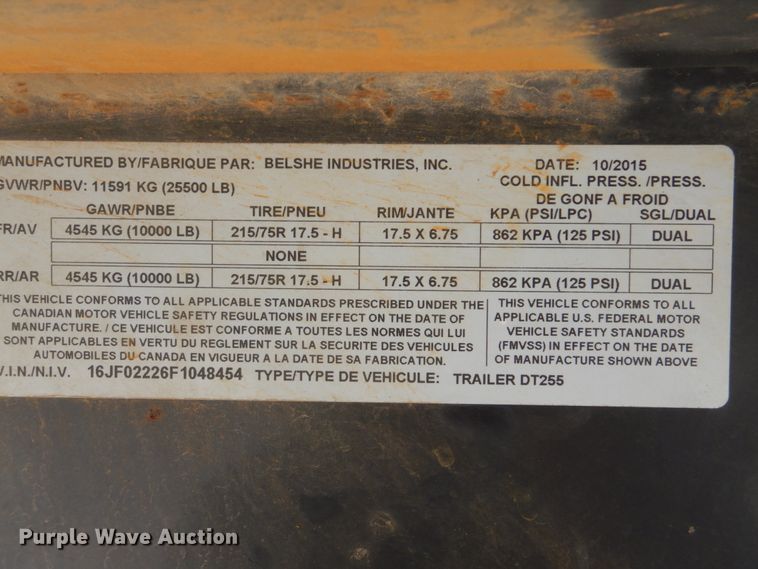 MANUFACTURED BY/FABRIQUE PAR: BELSHE INDUSTRIES, INC. DATE: 10/2015
GVWR/PNBV: 11591 KG (25500 LB) COLD INFL. PRESS. /PRESS.
DE GONF A FROID
GAWR/PNBE TIRE/PNEU RIM/JANTE KPA (PSI/LPC) SGL/DUAL
FR/AV 4545 KG (10000 LB) 215/75R 17.5 - H 17.5 X 6.75 862 KPA (125 PSI) DUAL
NONE
RR/AR 4545 KG (10000 LB) 215/75R 17.5 - H 17.5 X 6.75 862 KPA (125 PSI) DUAL
THIS VEHICLE CONFORMS TO ALL APPLICABLE STANDARDS PRESCRIBED UNDER THE
CANADIAN MOTOR VEHICLE SAFETY REGULATIONS IN EFFECT ON THE DATE OF
MANUFACTURE. / CE VEHICULE EST CONFORME A TOUTES LES NORMES QUI LUI
SONT APPLICABLES EN VERTU DU REGLEMENT SUR LA SECURITE DES VEHICULES
AUTOMOBILES DU CANADA EN VIGUEUR A LA DATE DE SA FABRICATION.
THIS VEHICLE CONFORMS TO ALL
APPLICABLE U.S. FEDERAL MOTOR
VEHICLE SAFETY STANDARDS
(FMVSS) IN EFFECT ON THE DATE
OF MANUFACTURE SHOWN ABOVE
V.I.N./N.I.V. 16JF02226F1048454 TYPE/TYPE DE VEHICULE: TRAILER DT255
Purple Wave Auction